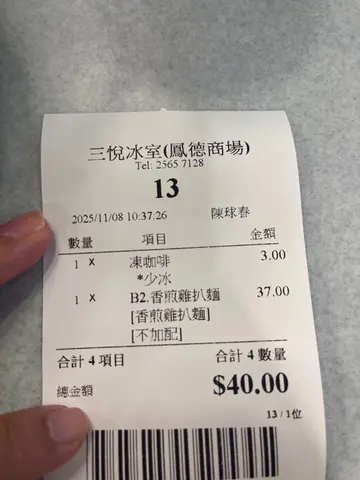 三悅冰室(鳳德商場)
Tel: 2565 7128
13
2025/11/08 10:37:26 陳球春
數量 項目 金額
1 X 凍咖啡 3.00
*少冰
1 X B2.香煎雞扒麵 37.00
[香煎雞扒麵]
[不加配]
合計 4 項目 合計 4 數量
總金額 $40.00
13 / 1位